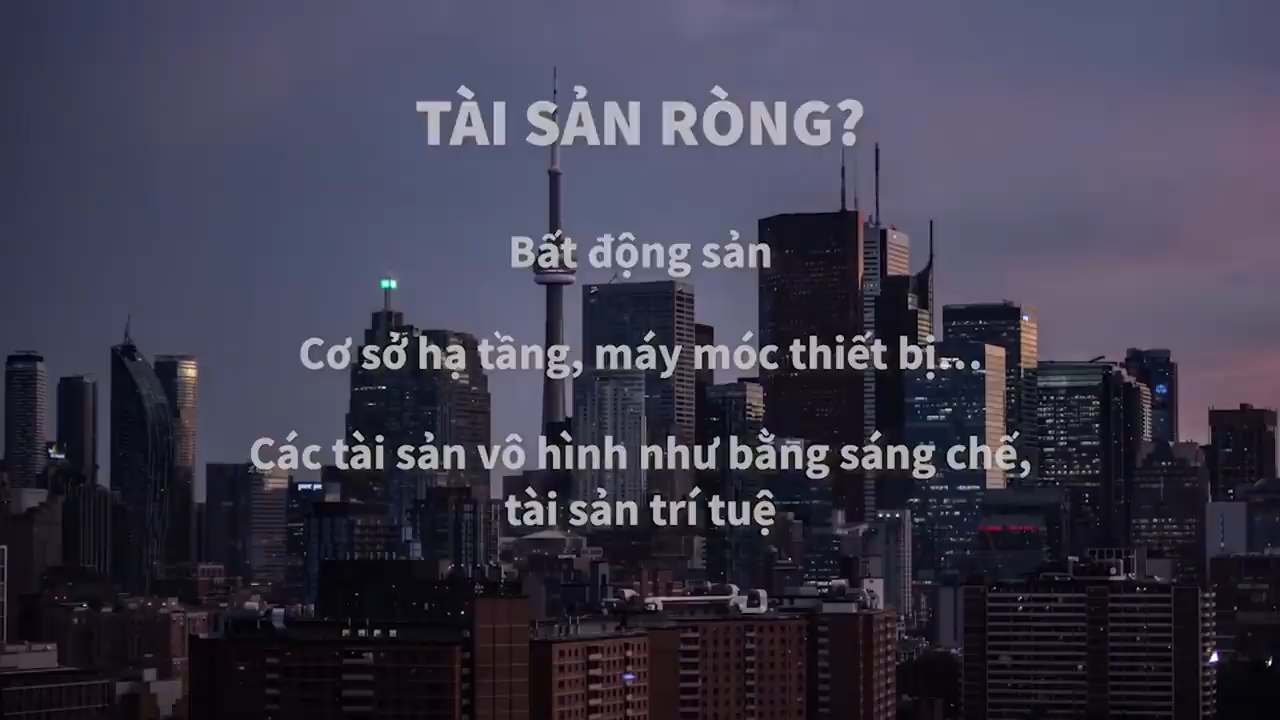 TÀI SẢN RÒNG?
Bất động sản
Cơ sở hạ tầng, máy móc thiết bị...
Các tài sản vô hình như bằng sáng chế,
tài sản trí tuệ